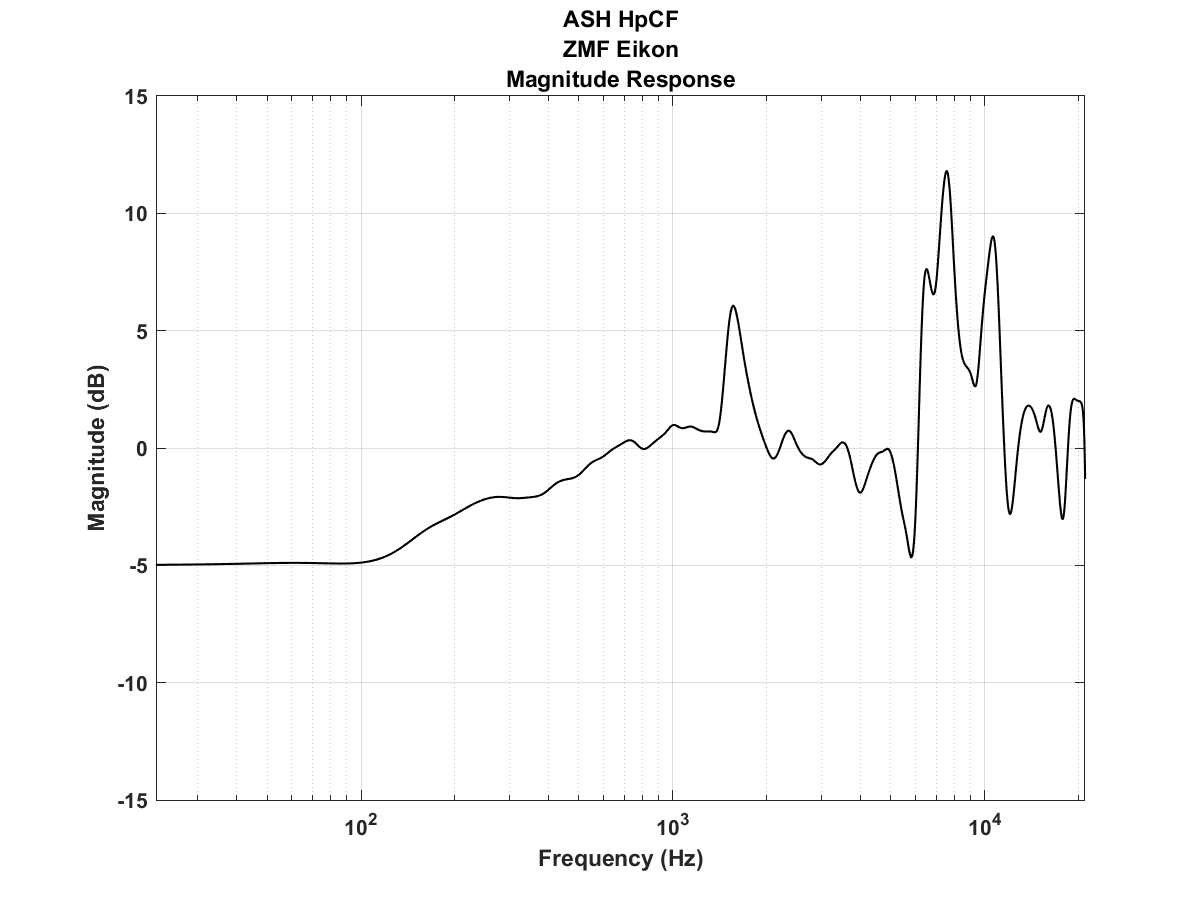 ASH HpCF
ZMF Eikon
Magnitude Response
15
10
5
0
-5
-10
-15
Magnitude (dB)
10² 10³ 10⁴
Frequency (Hz)